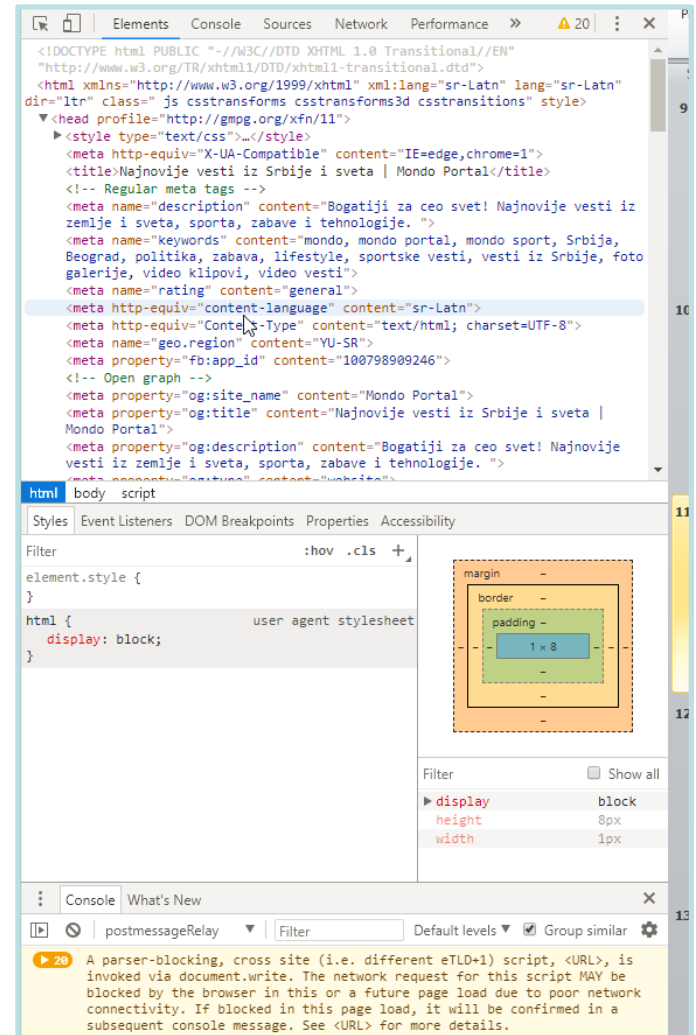 Elements Console Sources Network Performance » 20
<!DOCTYPE html PUBLIC "-//W3C//DTD XHTML 1.0 Transitional//EN"
"http://www.w3.org/TR/xhtml1/DTD/xhtml1-transitional.dtd">
<html xmlns="http://www.w3.org/1999/xhtml" xml:lang="sr-Latn" lang="sr-Latn"
dir="ltr" class=" js csstransforms csstransforms3d csstransitions" style>
▼<head profile="http://gmpg.org/xfn/11">
▶<style type="text/css">…</style>
<meta http-equiv="X-UA-Compatible" content="IE=edge,chrome=1">
<title>Najnovije vesti iz Srbije i sveta | Mondo Portal</title>
<!-- Regular meta tags -->
<meta name="description" content="Bogatiji za ceo svet! Najnovije vesti iz
zemlje i sveta, sporta, zabave i tehnologije. ">
<meta name="keywords" content="mondo, mondo portal, mondo sport, Srbija,
Beograd, politika, zabava, lifestyle, sportske vesti, vesti iz Srbije, foto
galerije, video klipovi, video vesti">
<meta name="rating" content="general">
<meta http-equiv="content-language" content="sr-Latn">
<meta http-equiv="Content-Type" content="text/html; charset=UTF-8">
<meta name="geo.region" content="YU-SR">
<meta property="fb:app_id" content="100798909246">
<!-- Open graph -->
<meta property="og:site_name" content="Mondo Portal">
<meta property="og:title" content="Najnovije vesti iz Srbije i sveta |
Mondo Portal">
<meta property="og:description" content="Bogatiji za ceo svet! Najnovije
vesti iz zemlje i sveta, sporta, zabave i tehnologije. ">
<meta property="og:type" content="website">
html body script
Styles Event Listeners DOM Breakpoints Properties Accessibility
Filter :hov .cls +
element.style {
}
html { user agent stylesheet
display: block;
}
margin –
border –
padding –
– – – 1 × 8 – – –
–
–
–
Filter Show all
▶ display block
height 8px
width 1px
Console What's New
postmessageRelay ▼ Filter Default levels ▼ Group similar
20 A parser-blocking, cross site (i.e. different eTLD+1) script, <URL>, is
invoked via document.write. The network request for this script MAY be
blocked by the browser in this or a future page load due to poor network
connectivity. If blocked in this page load, it will be confirmed in a
subsequent console message. See <URL> for more details.
P
9
10
11
12
13